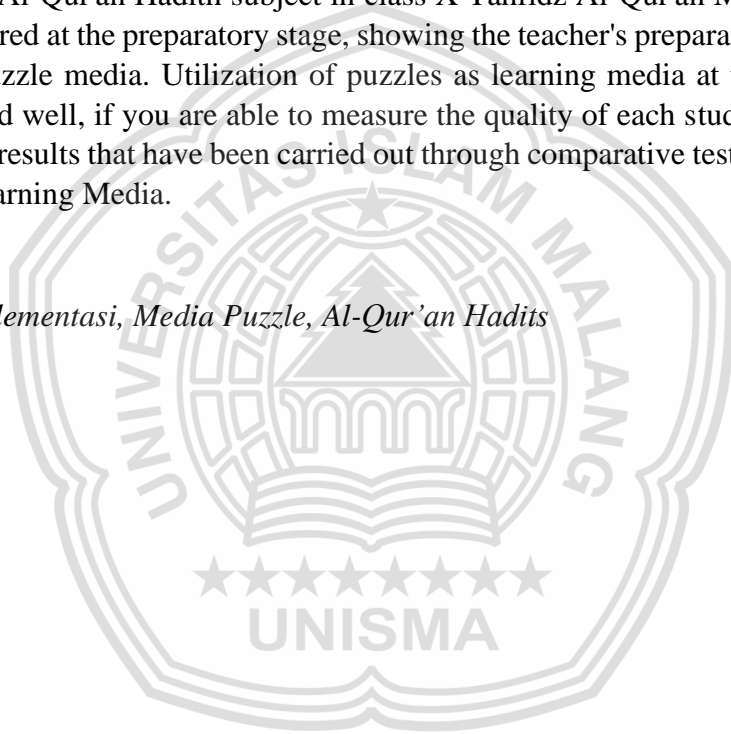 Al-Qur'an Hadith subject in class X Tahfidz Al-Qur'an M
red at the preparatory stage, showing the teacher's prepara
zzle media. Utilization of puzzles as learning media at
d well, if you are able to measure the quality of each stud
results that have been carried out through comparative test
arning Media.
lementasi, Media Puzzle, Al-Qur'an Hadits
UNIVERSITAS ISLAM MALANG
UNISMA